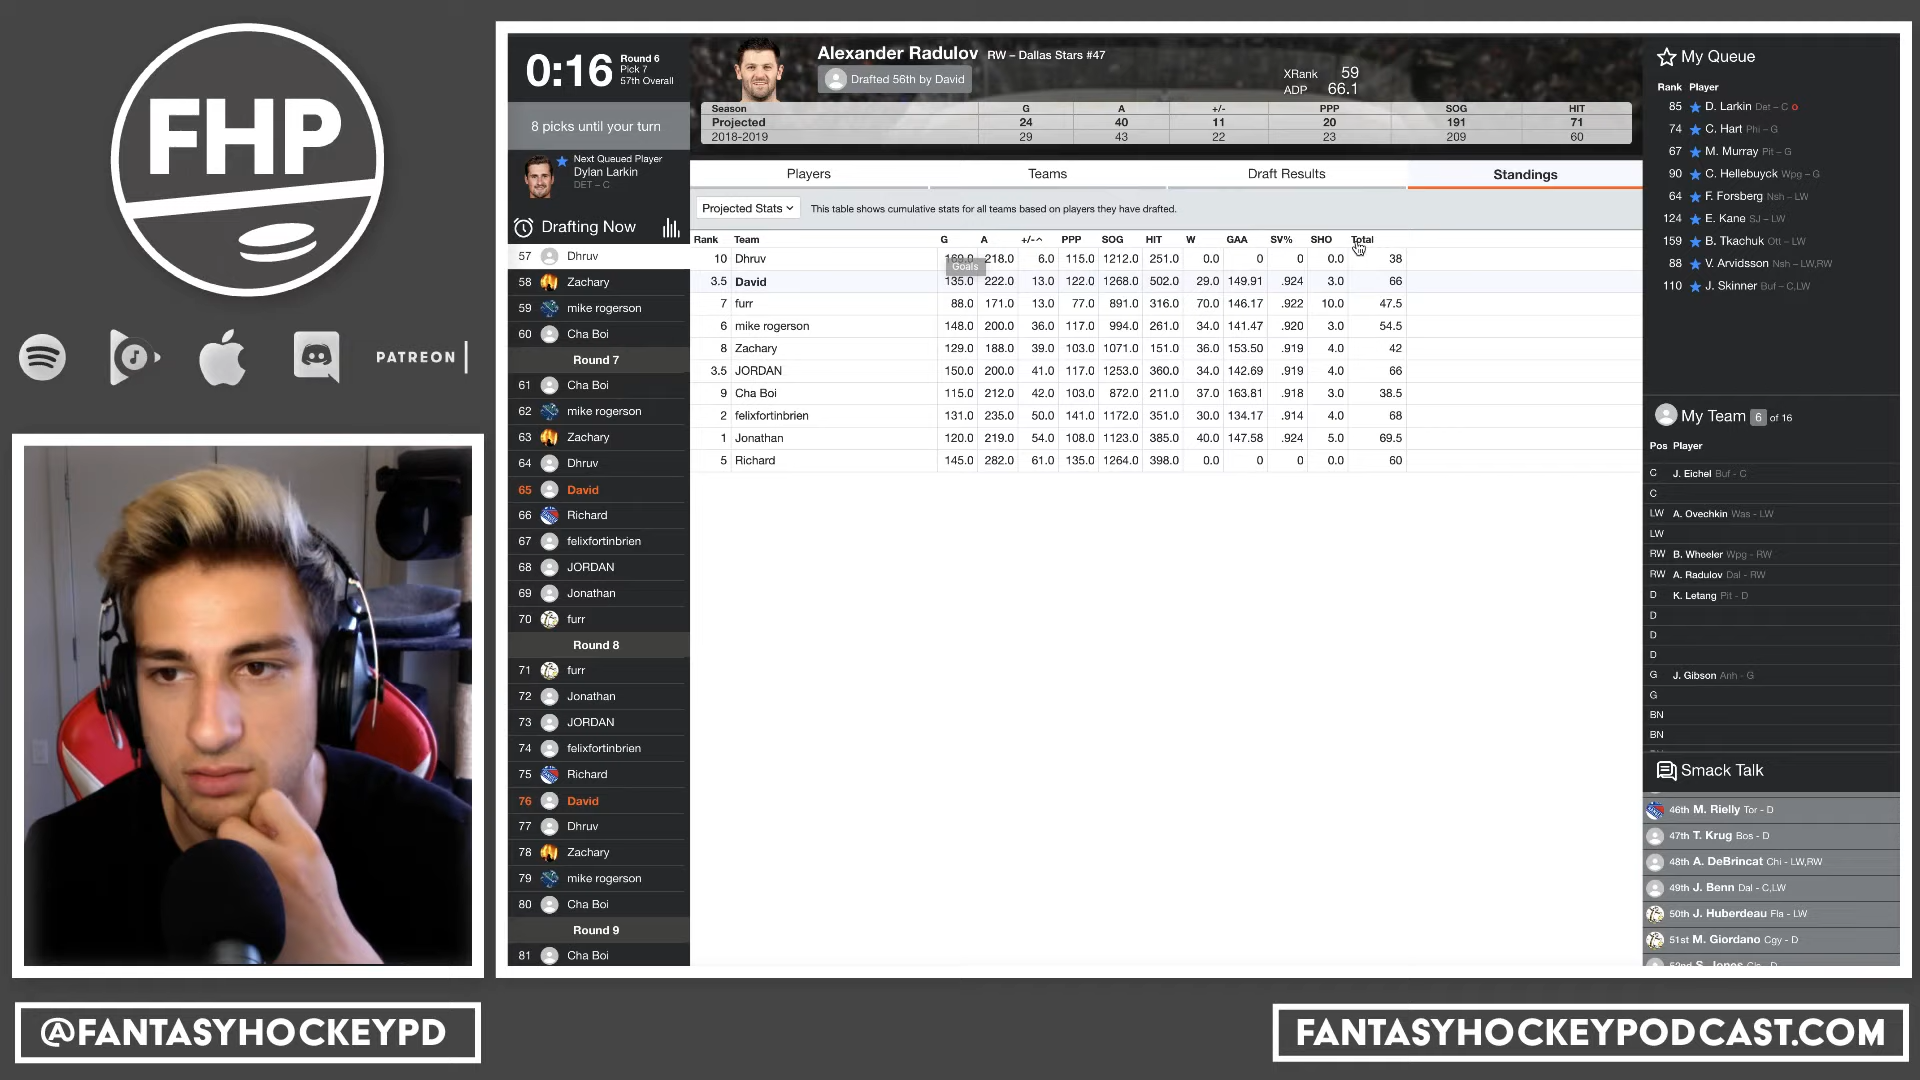 FHP
PATREON
@FANTASYHOCKEYPD
FANTASYHOCKEYPODCAST.COM
0:16
Round 6
Pick 7
57th Overall
8 picks until your turn
Next Queued Player
Dylan Larkin
DET – C
Drafting Now
57 Dhruv
58 Zachary
59 mike rogerson
60 Cha Boi
Round 7
61 Cha Boi
62 mike rogerson
63 Zachary
64 Dhruv
65 David
66 Richard
67 felixfortinbrien
68 JORDAN
69 Jonathan
70 furr
Round 8
71 furr
72 Jonathan
73 JORDAN
74 felixfortinbrien
75 Richard
76 David
77 Dhruv
78 Zachary
79 mike rogerson
80 Cha Boi
Round 9
81 Cha Boi
Alexander Radulov RW – Dallas Stars #47
Drafted 56th by David
XRank 59
ADP 66.1
Season G A +/- PPP SOG HIT
Projected 24 40 11 20 191 71
2018-2019 29 43 22 23 209 60
Players Teams Draft Results Standings
Projected Stats This table shows cumulative stats for all teams based on players they have drafted.
Rank Team G A +/- PPP SOG HIT W GAA SV% SHO Total
10 Dhruv 169.0 218.0 6.0 115.0 1212.0 251.0 0.0 0 0 0.0 38
Goals
3.5 David 135.0 222.0 13.0 122.0 1268.0 502.0 29.0 149.91 .924 3.0 66
7 furr 88.0 171.0 13.0 77.0 891.0 316.0 70.0 146.17 .922 10.0 47.5
6 mike rogerson 148.0 200.0 36.0 117.0 994.0 261.0 34.0 141.47 .920 3.0 54.5
8 Zachary 129.0 188.0 39.0 103.0 1071.0 151.0 36.0 153.50 .919 4.0 42
3.5 JORDAN 150.0 200.0 41.0 117.0 1253.0 360.0 34.0 142.69 .919 4.0 66
9 Cha Boi 115.0 212.0 42.0 103.0 872.0 211.0 37.0 163.81 .918 3.0 38.5
2 felixfortinbrien 131.0 235.0 50.0 141.0 1172.0 351.0 30.0 134.17 .914 4.0 68
1 Jonathan 120.0 219.0 54.0 108.0 1123.0 385.0 40.0 147.58 .924 5.0 69.5
5 Richard 145.0 282.0 61.0 135.0 1264.0 398.0 0.0 0 0 0.0 60
My Queue
Rank Player
85 D. Larkin Det – C O
74 C. Hart Phi – G
67 M. Murray Pit – G
90 C. Hellebuyck Wpg – G
64 F. Forsberg Nsh – LW
124 E. Kane SJ – LW
159 B. Tkachuk Ott – LW
88 V. Arvidsson Nsh – LW,RW
110 J. Skinner Buf – C,LW
My Team 6 of 16
Pos Player
C J. Eichel Buf - C
C
LW A. Ovechkin Was - LW
LW
RW B. Wheeler Wpg - RW
RW A. Radulov Dal - RW
D K. Letang Pit - D
D
D
D
G J. Gibson Anh - G
G
BN
BN
Smack Talk
46th M. Rielly Tor - D
47th T. Krug Bos - D
48th A. DeBrincat Chi - LW,RW
49th J. Benn Dal - C,LW
50th J. Huberdeau Fla - LW
51st M. Giordano Cgy - D